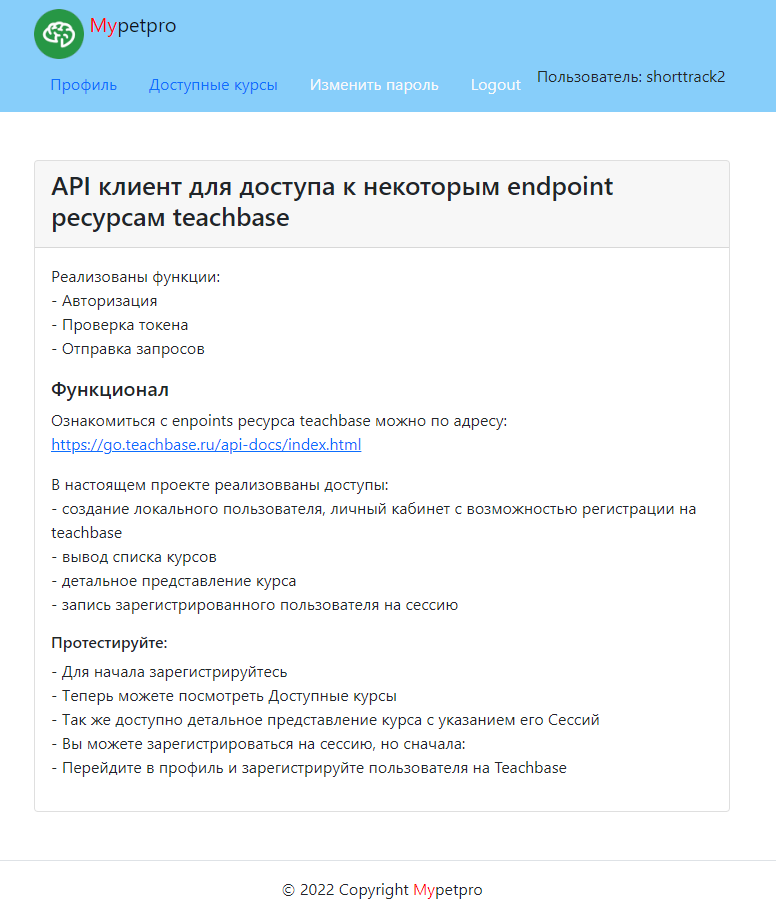 Mypetpro
Профиль Доступные курсы Изменить пароль Logout Пользователь: shorttrack2
API клиент для доступа к некоторым endpoint
ресурсам teachbase
Реализованы функции:
- Авторизация
- Проверка токена
- Отправка запросов
Функционал
Ознакомиться с enpoints ресурса teachbase можно по адресу:
https://go.teachbase.ru/api-docs/index.html
В настоящем проекте реализовваны доступы:
- создание локального пользователя, личный кабинет с возможностью регистрации на
teachbase
- вывод списка курсов
- детальное представление курса
- запись зарегистрированного пользователя на сессию
Протестируйте:
- Для начала зарегистрируйтесь
- Теперь можете посмотреть Доступные курсы
- Так же доступно детальное представление курса с указанием его Сессий
- Вы можете зарегистрироваться на сессию, но сначала:
- Перейдите в профиль и зарегистрируйте пользователя на Teachbase
© 2022 Copyright Mypetpro